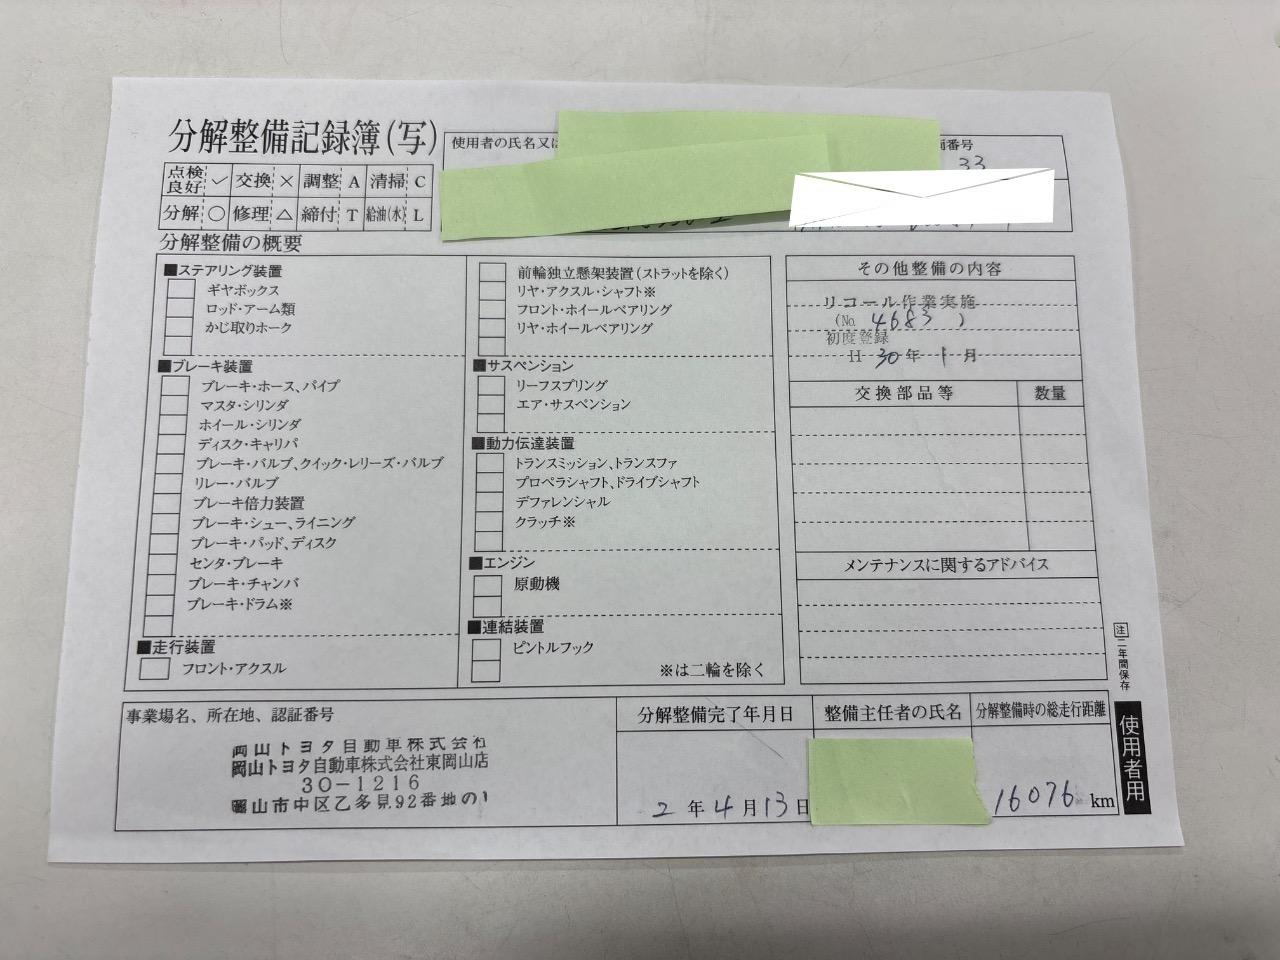 分解整備記録簿(写)
使用者の氏名又は
番号
33
点検良好 ✓ 交換 × 調整 A 清掃 C
分解 ○ 修理 △ 締付 T 給油(水) L
分解整備の概要
■ステアリング装置
ギヤボックス
ロッド・アーム類
かじ取りホーク
■ブレーキ装置
ブレーキ・ホース、パイプ
マスタ・シリンダ
ホイール・シリンダ
ディスク・キャリパ
ブレーキ・バルブ、クイック・レリーズ・バルブ
リレー・バルブ
ブレーキ倍力装置
ブレーキ・シュー、ライニング
ブレーキ・パッド、ディスク
センタ・ブレーキ
ブレーキ・チャンバ
ブレーキ・ドラム※
■走行装置
フロント・アクスル
前輪独立懸架装置(ストラットを除く)
リヤ・アクスル・シャフト※
フロント・ホイールベアリング
リヤ・ホイールベアリング
■サスペンション
リーフスプリング
エア・サスペンション
■動力伝達装置
トランスミッション、トランスファ
プロペラシャフト、ドライブシャフト
デファレンシャル
クラッチ※
■エンジン
原動機
■連結装置
ピントルフック
※は二輪を除く
その他整備の内容
リコール作業実施
(No. 4683 )
初度登録
H 30年 1月
交換部品等 数量
メンテナンスに関するアドバイス
注 二年間保存
使用者用
事業場名、所在地、認証番号
岡山トヨタ自動車株式会社
岡山トヨタ自動車株式会社東岡山店
30-1216
岡山市中区乙多見92番地の1
分解整備完了年月日
2年4月13日
整備主任者の氏名
分解整備時の総走行距離
16076 km